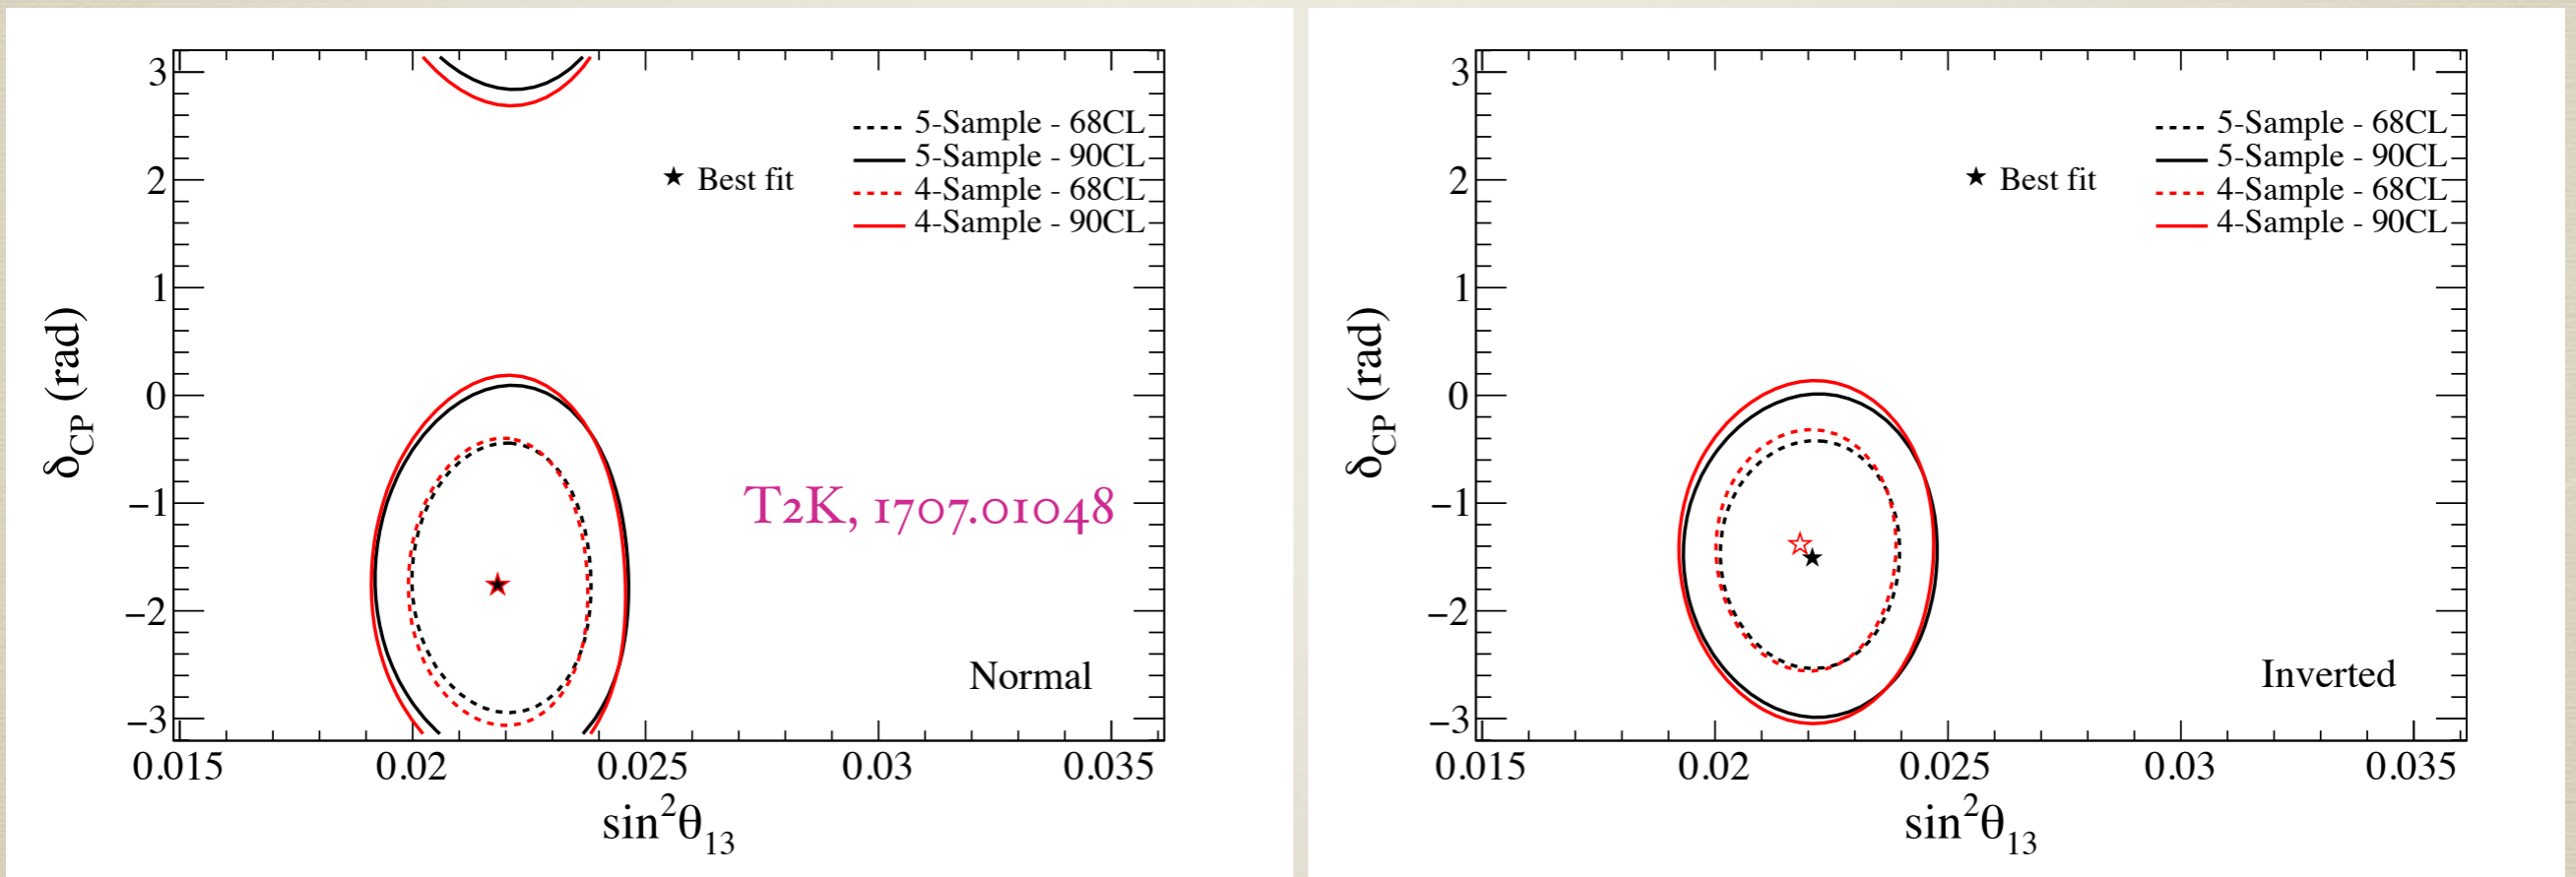 3
2
1
0
−1
−2
−3
δCP (rad)
5-Sample - 68CL
5-Sample - 90CL
4-Sample - 68CL
4-Sample - 90CL
★ Best fit
T2K, 1707.01048
Normal
0.015 0.02 0.025 0.03 0.035
sin²θ13
3
2
1
0
−1
−2
−3
δCP (rad)
5-Sample - 68CL
5-Sample - 90CL
4-Sample - 68CL
4-Sample - 90CL
★ Best fit
Inverted
0.015 0.02 0.025 0.03 0.035
sin²θ13